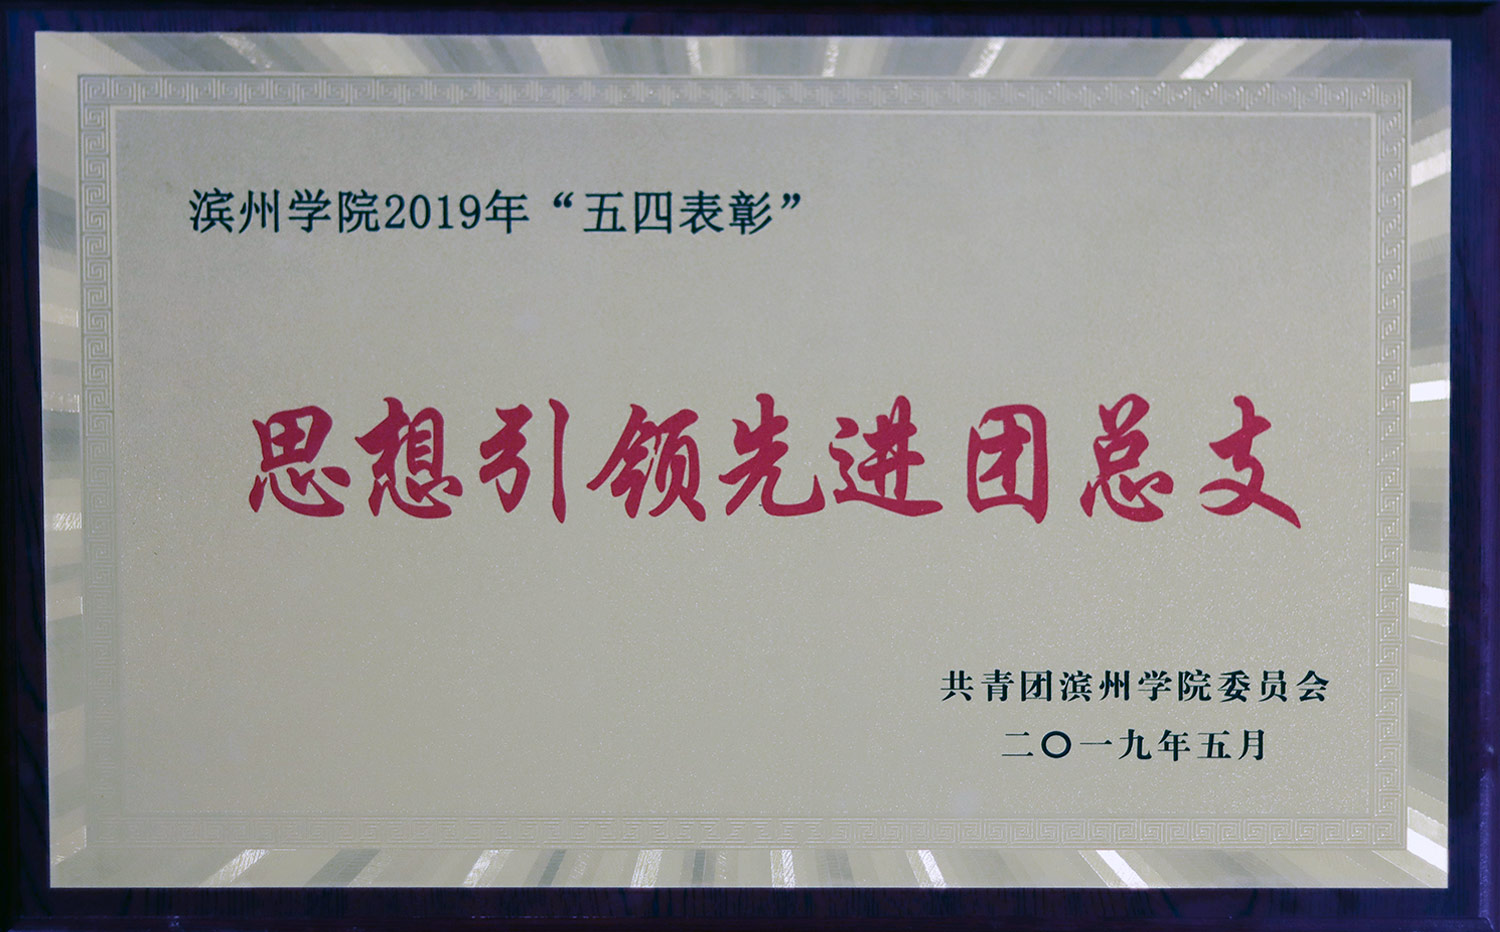 滨州学院2019年“五四表彰”
思想引领先进团总支
共青团滨州学院委员会
二〇一九年五月